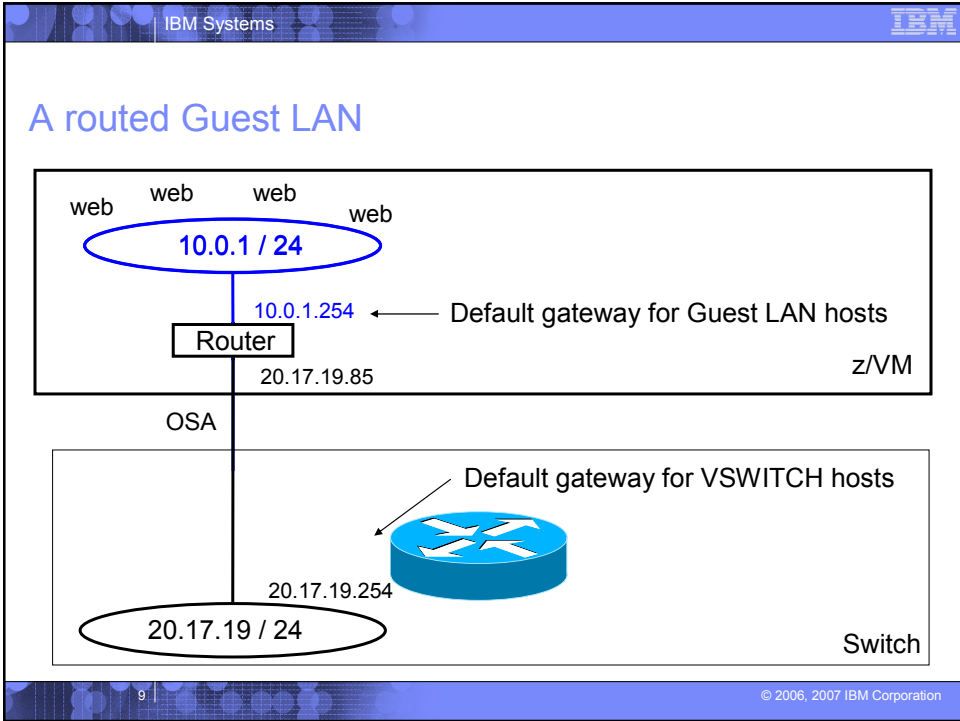 IBM Systems
IBM
A routed Guest LAN
web
web
web
web
10.0.1 / 24
10.0.1.254
Default gateway for Guest LAN hosts
Router
z/VM
20.17.19.85
OSA
Default gateway for VSWITCH hosts
20.17.19.254
20.17.19 / 24
Switch
9
© 2006, 2007 IBM Corporation